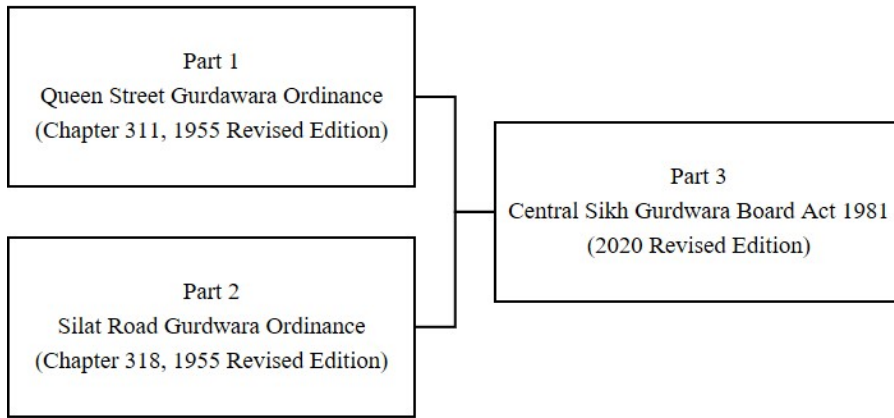 Part 1
Queen Street Gurdawara Ordinance
(Chapter 311, 1955 Revised Edition)
Part 2
Silat Road Gurdwara Ordinance
(Chapter 318, 1955 Revised Edition)
Part 3
Central Sikh Gurdwara Board Act 1981
(2020 Revised Edition)